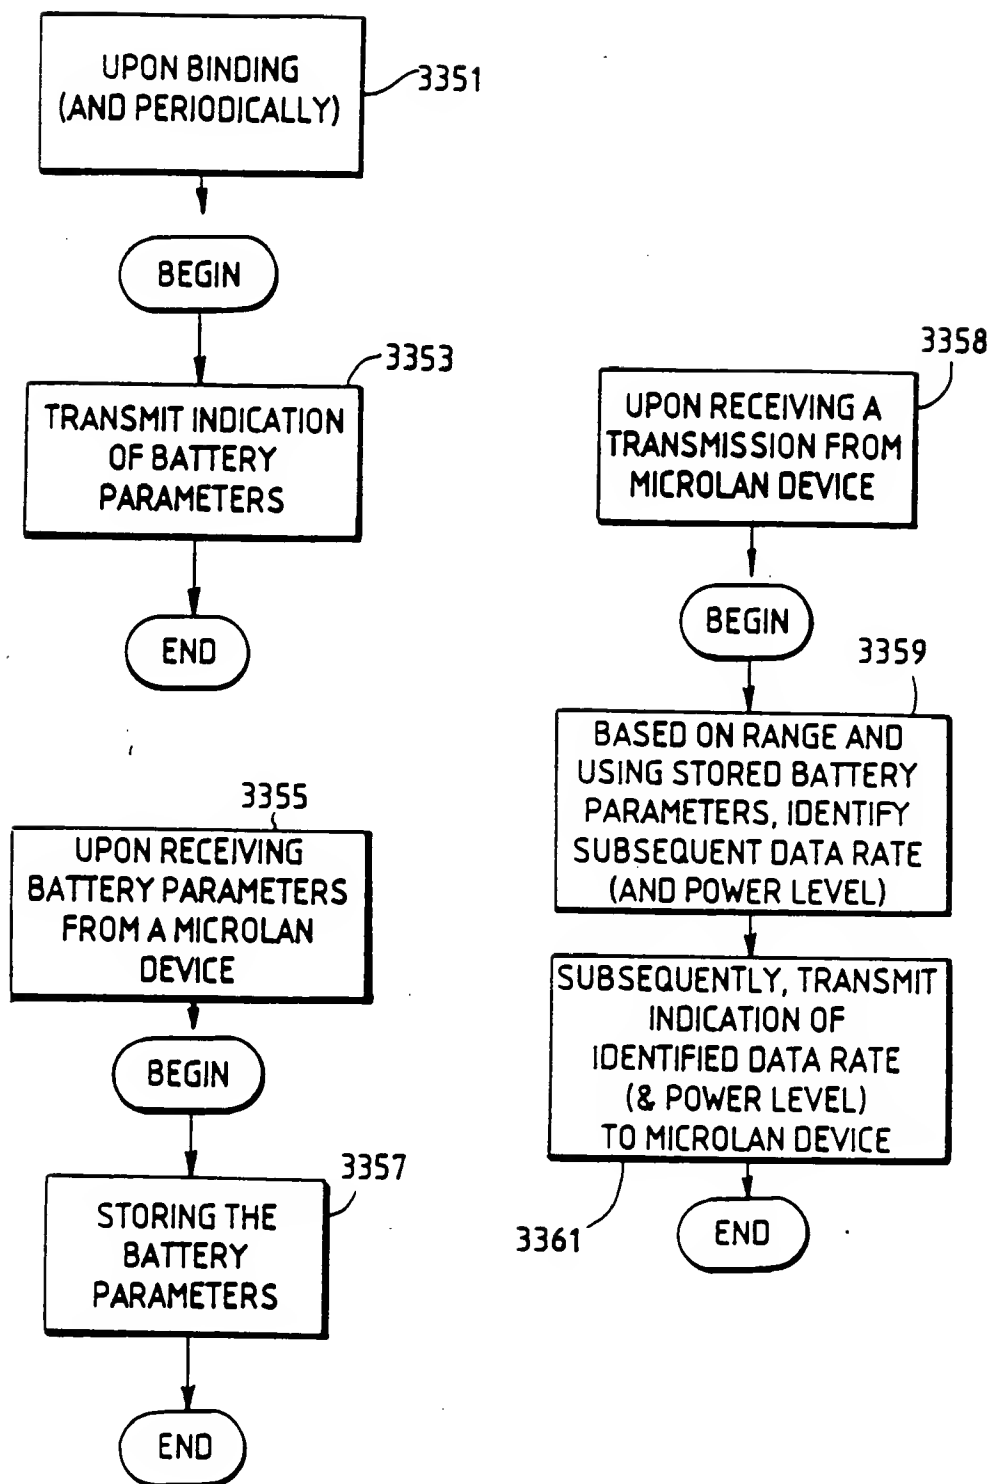 UPON BINDING
(AND PERIODICALLY)
3351
BEGIN
3353
TRANSMIT INDICATION
OF BATTERY
PARAMETERS
END
3355
UPON RECEIVING
BATTERY PARAMETERS
FROM A MICROLAN
DEVICE
BEGIN
3357
STORING THE
BATTERY
PARAMETERS
END
3358
UPON RECEIVING A
TRANSMISSION FROM
MICROLAN DEVICE
BEGIN
3359
BASED ON RANGE AND
USING STORED BATTERY
PARAMETERS, IDENTIFY
SUBSEQUENT DATA RATE
(AND POWER LEVEL)
SUBSEQUENTLY, TRANSMIT
INDICATION OF
IDENTIFIED DATA RATE
(& POWER LEVEL)
TO MICROLAN DEVICE
3361
END